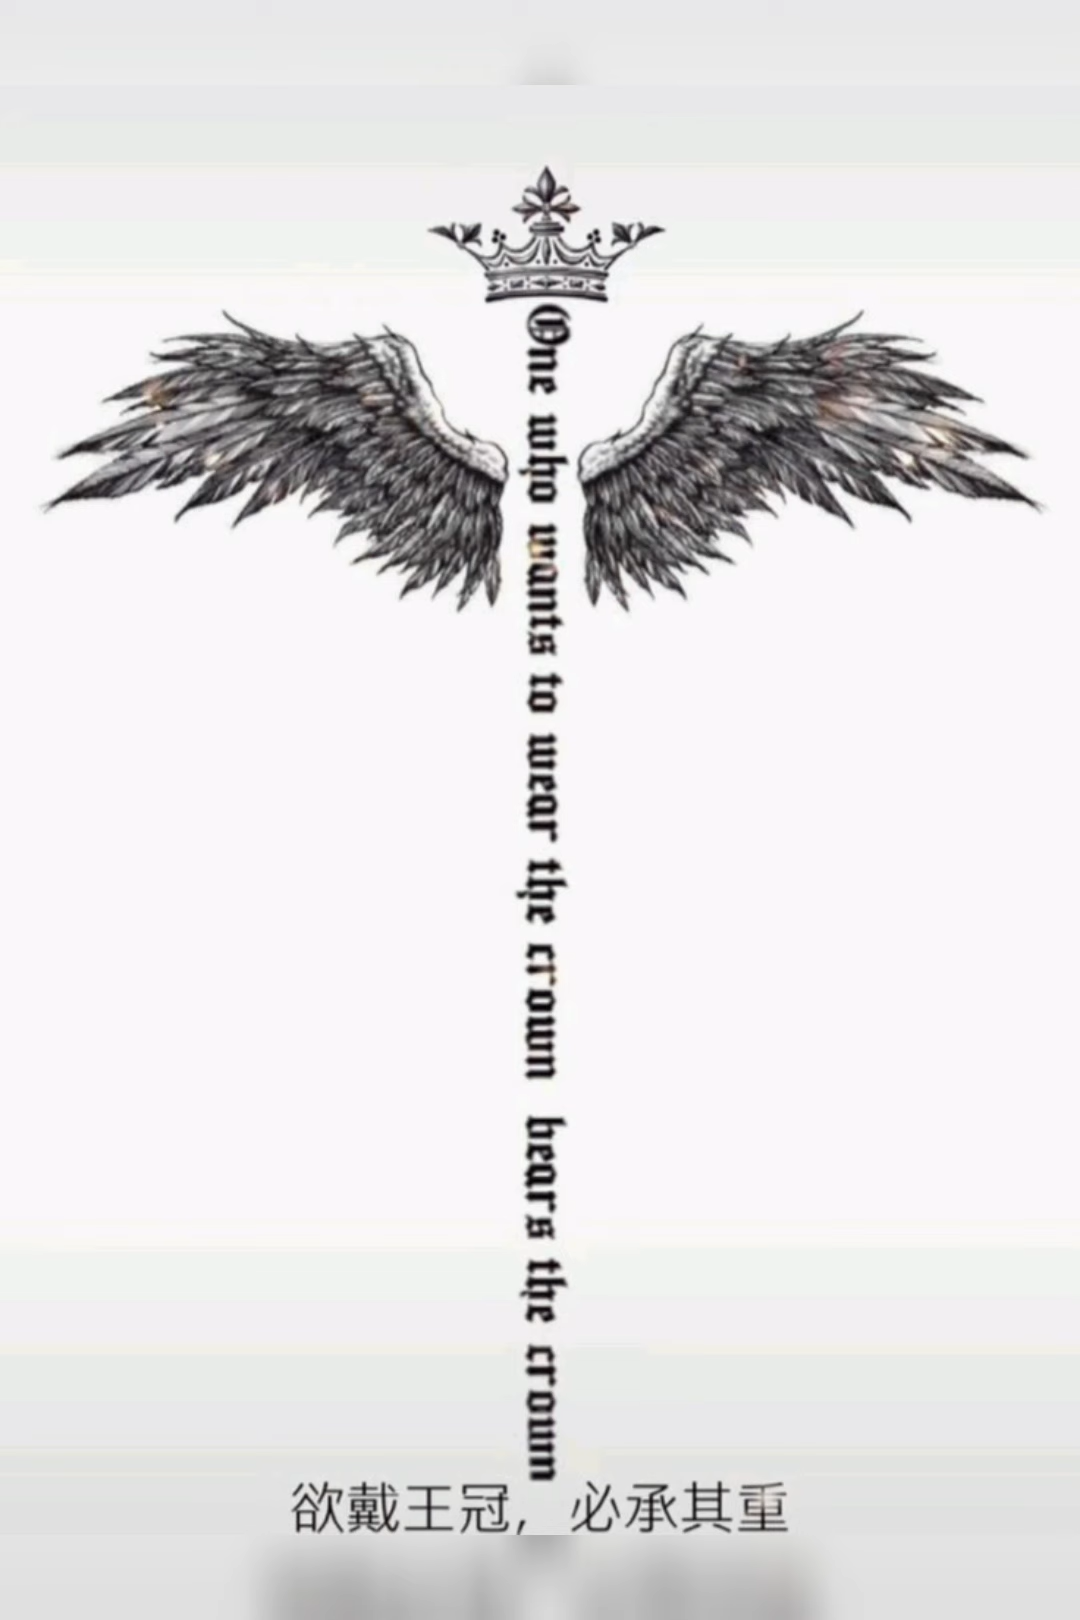 One who wants to wear the crown bears the crown
欲戴王冠，必承其重